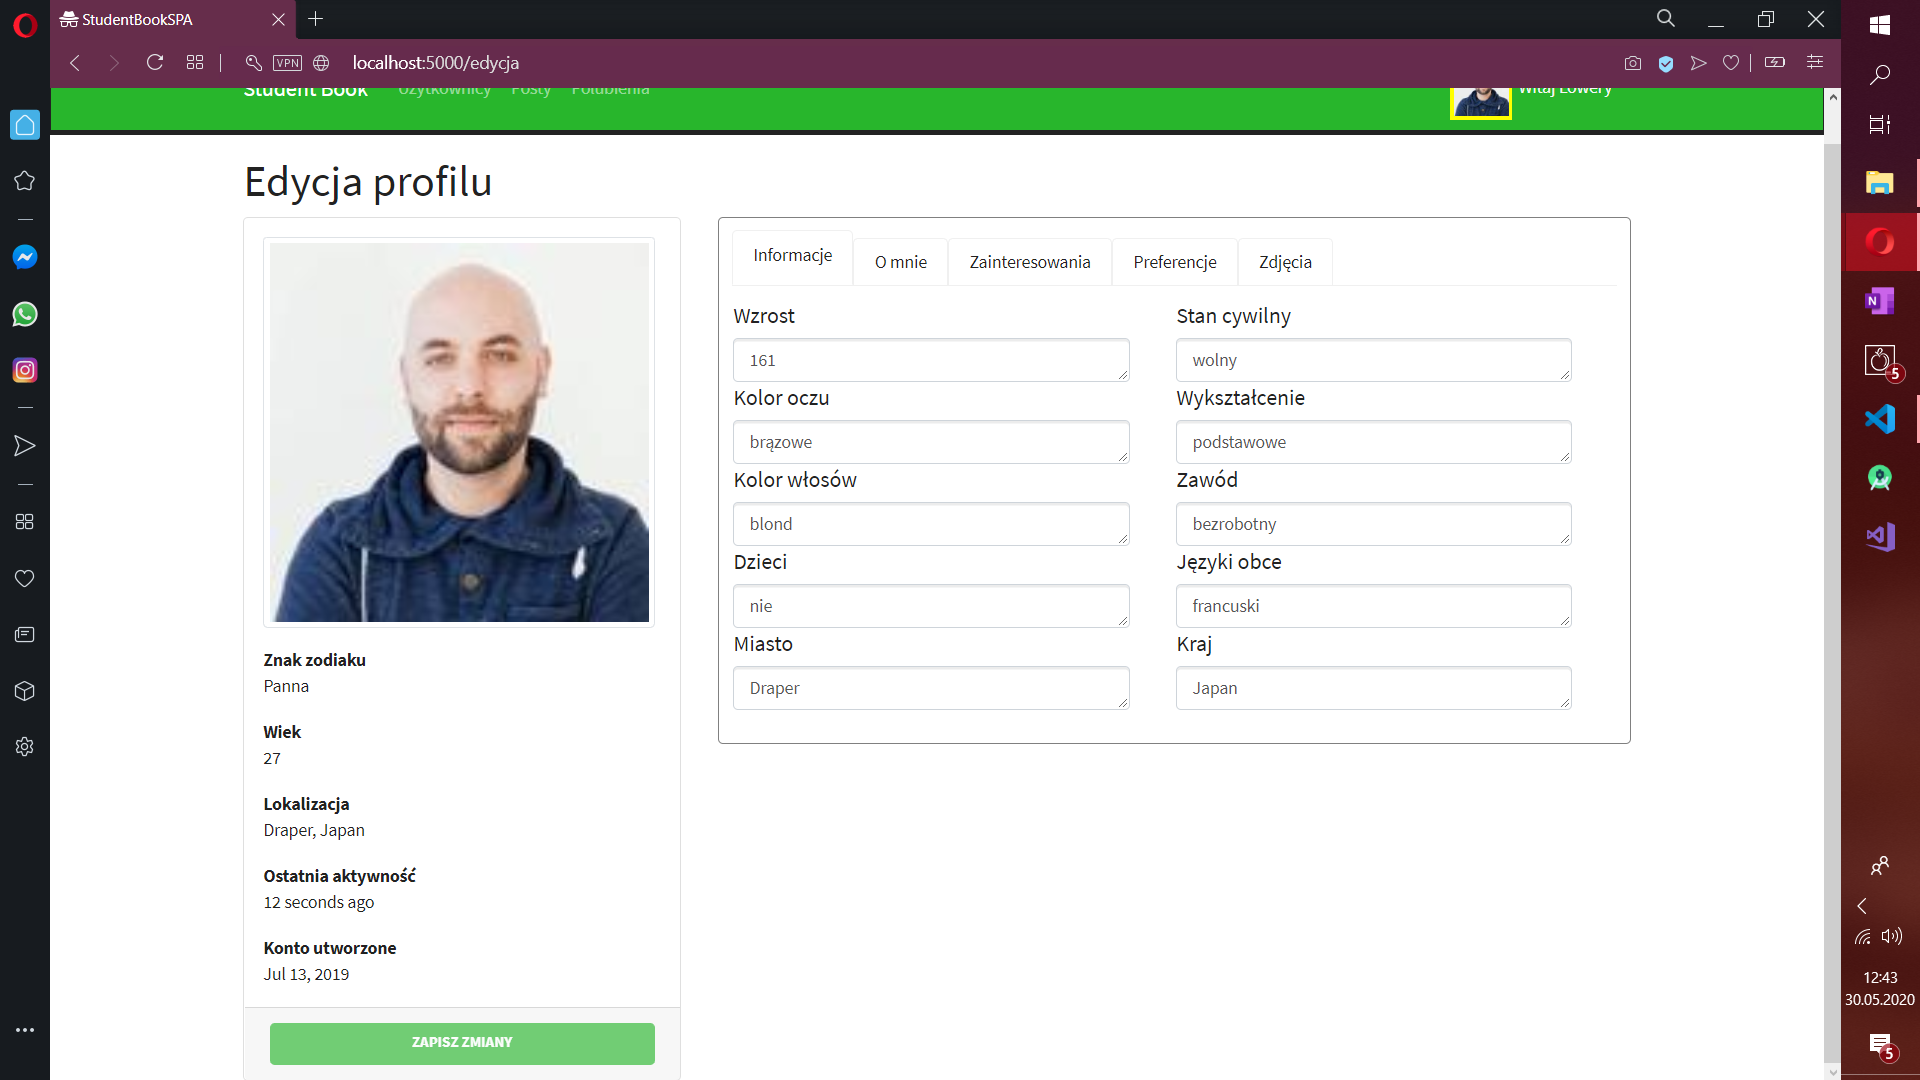 StudentBookSPA
VPN
localhost:5000/edycja
Student Book Użytkownicy Posty Polubienia
Witaj Lowery
Edycja profilu
Informacje O mnie Zainteresowania Preferencje Zdjęcia
Wzrost Stan cywilny
161 wolny
Kolor oczu Wykształcenie
brązowe podstawowe
Kolor włosów Zawód
blond bezrobotny
Dzieci Języki obce
nie francuski
Miasto Kraj
Draper Japan
Znak zodiaku
Panna
Wiek
27
Lokalizacja
Draper, Japan
Ostatnia aktywność
12 seconds ago
Konto utworzone
Jul 13, 2019
ZAPISZ ZMIANY
N
5
12:43
30.05.2020
5